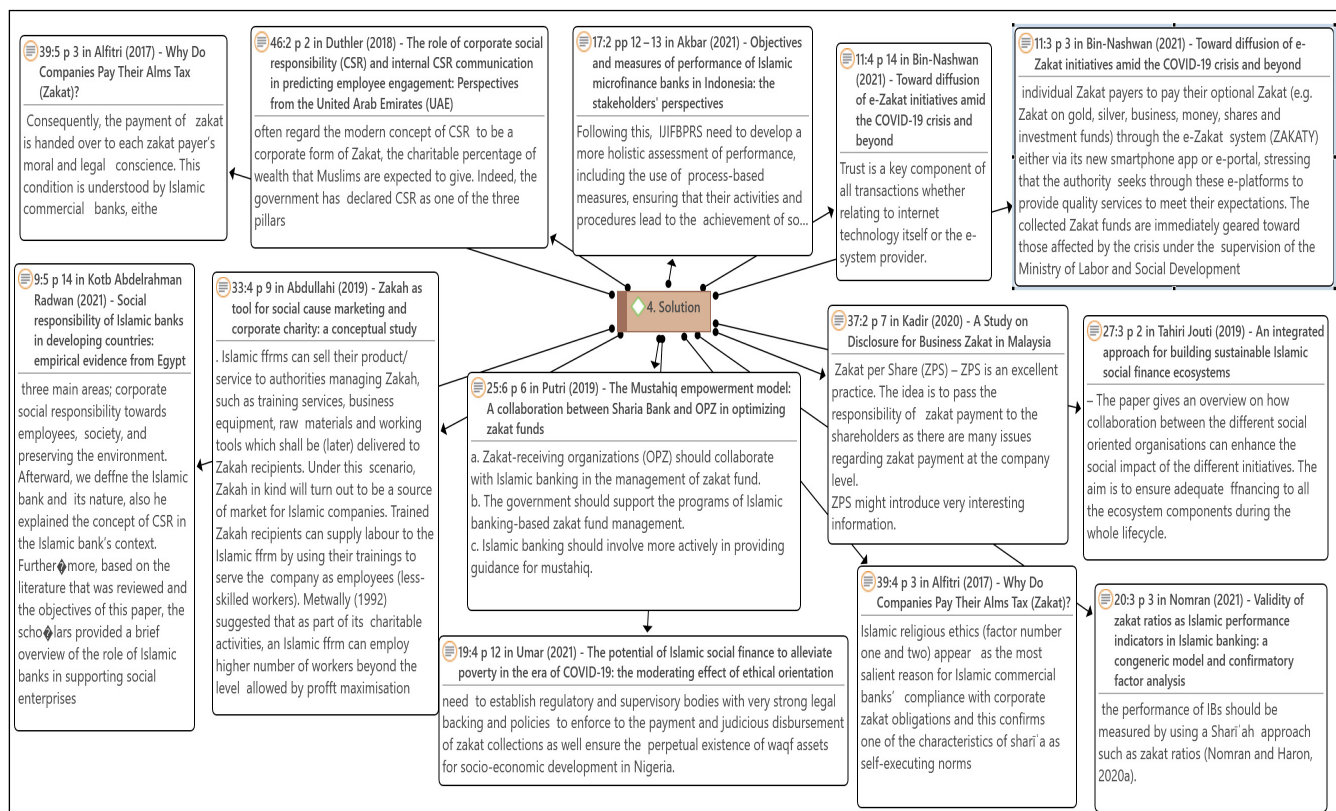 39:5 p 3 in Alfitri (2017) - Why Do
Companies Pay Their Alms Tax
(Zakat)?
Consequently, the payment of zakat
is handed over to each zakat payer's
moral and legal conscience. This
condition is understood by Islamic
commercial banks, eithe
46:2 p 2 in Duthler (2018) - The role of corporate social
responsibility (CSR) and internal CSR communication
in predicting employee engagement: Perspectives
from the United Arab Emirates (UAE)
often regard the modern concept of CSR to be a
corporate form of Zakat, the charitable percentage of
wealth that Muslims are expected to give. Indeed, the
government has declared CSR as one of the three
pillars
17:2 pp 12 – 13 in Akbar (2021) - Objectives
and measures of performance of Islamic
microfinance banks in Indonesia: the
stakeholders' perspectives
Following this, IJIFBPRS need to develop a
more holistic assessment of performance,
including the use of process-based
measures, ensuring that their activities and
procedures lead to the achievement of so...
11:4 p 14 in Bin-Nashwan
(2021) - Toward diffusion
of e-Zakat initiatives amid
the COVID-19 crisis and
beyond
Trust is a key component of
all transactions whether
relating to internet
technology itself or the e-
system provider.
11:3 p 3 in Bin-Nashwan (2021) - Toward diffusion of e-
Zakat initiatives amid the COVID-19 crisis and beyond
individual Zakat payers to pay their optional Zakat (e.g.
Zakat on gold, silver, business, money, shares and
investment funds) through the e-Zakat system (ZAKATY)
either via its new smartphone app or e-portal, stressing
that the authority seeks through these e-platforms to
provide quality services to meet their expectations. The
collected Zakat funds are immediately geared toward
those affected by the crisis under the supervision of the
Ministry of Labor and Social Development
9:5 p 14 in Kotb Abdelrahman
Radwan (2021) - Social
responsibility of Islamic banks
in developing countries:
empirical evidence from Egypt
three main areas; corporate
social responsibility towards
employees, society, and
preserving the environment.
Afterward, we deffne the Islamic
bank and its nature, also he
explained the concept of CSR in
the Islamic bank's context.
Further�more, based on the
literature that was reviewed and
the objectives of this paper, the
scho�lars provided a brief
overview of the role of Islamic
banks in supporting social
enterprises
33:4 p 9 in Abdullahi (2019) - Zakah as
tool for social cause marketing and
corporate charity: a conceptual study
. Islamic ffrms can sell their product/
service to authorities managing Zakah,
such as training services, business
equipment, raw materials and working
tools which shall be (later) delivered to
Zakah recipients. Under this scenario,
Zakah in kind will turn out to be a source
of market for Islamic companies. Trained
Zakah recipients can supply labour to the
Islamic ffrm by using their trainings to
serve the company as employees (less-
skilled workers). Metwally (1992)
suggested that as part of its charitable
activities, an Islamic ffrm can employ
higher number of workers beyond the
level allowed by profft maximisation
4. Solution
25:6 p 6 in Putri (2019) - The Mustahiq empowerment model:
A collaboration between Sharia Bank and OPZ in optimizing
zakat funds
a. Zakat-receiving organizations (OPZ) should collaborate
with Islamic banking in the management of zakat fund.
b. The government should support the programs of Islamic
banking-based zakat fund management.
c. Islamic banking should involve more actively in providing
guidance for mustahiq.
37:2 p 7 in Kadir (2020) - A Study on
Disclosure for Business Zakat in Malaysia
Zakat per Share (ZPS) – ZPS is an excellent
practice. The idea is to pass the
responsibility of zakat payment to the
shareholders as there are many issues
regarding zakat payment at the company
level.
ZPS might introduce very interesting
information.
27:3 p 2 in Tahiri Jouti (2019) - An integrated
approach for building sustainable Islamic
social finance ecosystems
– The paper gives an overview on how
collaboration between the different social
oriented organisations can enhance the
social impact of the different initiatives. The
aim is to ensure adequate ffnancing to all
the ecosystem components during the
whole lifecycle.
19:4 p 12 in Umar (2021) - The potential of Islamic social finance to alleviate
poverty in the era of COVID-19: the moderating effect of ethical orientation
need to establish regulatory and supervisory bodies with very strong legal
backing and policies to enforce to the payment and judicious disbursement
of zakat collections as well ensure the perpetual existence of waqf assets
for socio-economic development in Nigeria.
39:4 p 3 in Alfitri (2017) - Why Do
Companies Pay Their Alms Tax (Zakat)?
Islamic religious ethics (factor number
one and two) appear as the most
salient reason for Islamic commercial
banks' compliance with corporate
zakat obligations and this confirms
one of the characteristics of sharīʿa as
self-executing norms
20:3 p 3 in Nomran (2021) - Validity of
zakat ratios as Islamic performance
indicators in Islamic banking: a
congeneric model and confirmatory
factor analysis
the performance of IBs should be
measured by using a Sharīʿah approach
such as zakat ratios (Nomran and Haron,
2020a).